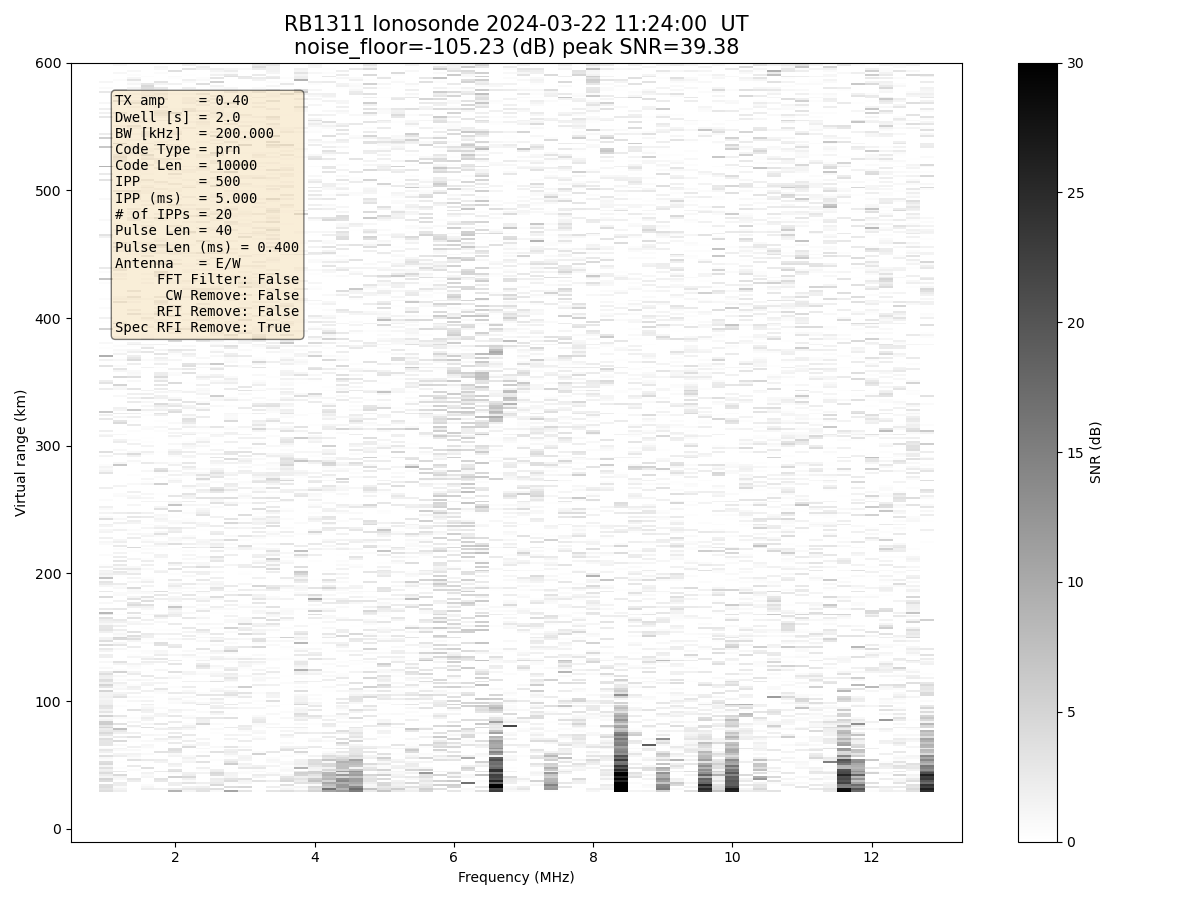 RB1311 Ionosonde 2024-03-22 11:24:00  UT
noise_floor=-105.23 (dB) peak SNR=39.38
TX amp    = 0.40
Dwell [s] = 2.0
BW [kHz]  = 200.000
Code Type = prn
Code Len  = 10000
IPP       = 500
IPP (ms)  = 5.000
# of IPPs = 20
Pulse Len = 40
Pulse Len (ms) = 0.400
Antenna   = E/W
FFT Filter: False
CW Remove: False
RFI Remove: False
Spec RFI Remove: True
Virtual range (km)
600
500
400
300
200
100
0
2 4 6 8 10 12
Frequency (MHz)
30
25
20
15
10
5
0
SNR (dB)